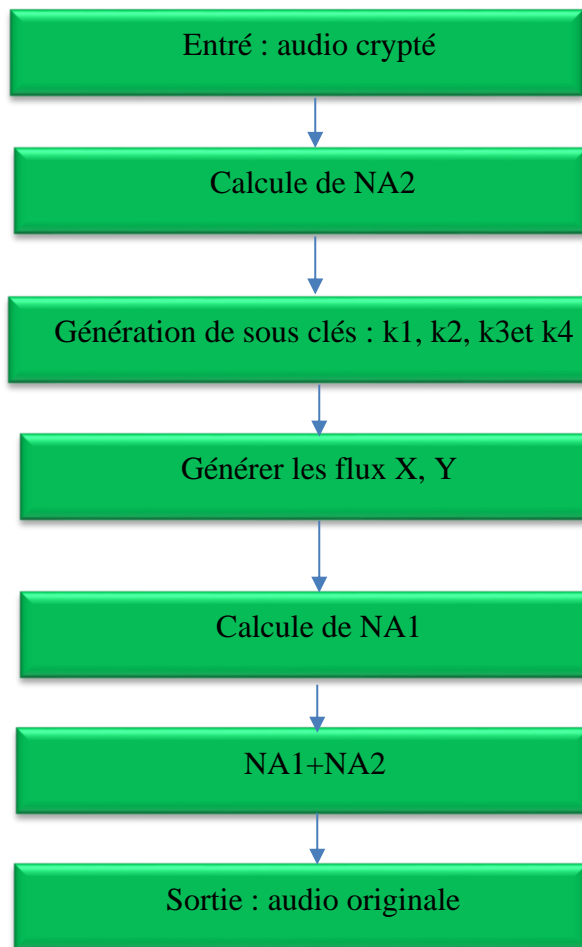 Entré : audio crypté
Calcule de NA2
Génération de sous clés : k1, k2, k3et k4
Générer les flux X, Y
Calcule de NA1
NA1+NA2
Sortie : audio originale